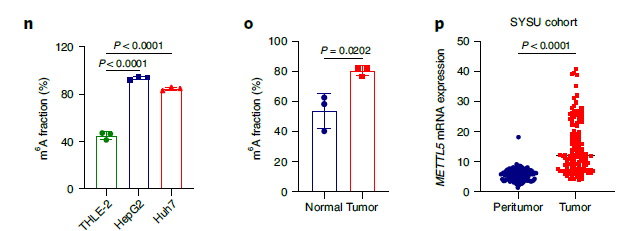 n
m6A fraction (%)
120
80
40
0
P < 0.0001
P < 0.0001
THLE-2
HepG2
Huh7
o
m6A fraction (%)
100
80
60
40
20
0
P = 0.0202
Normal Tumor
p
SYSU cohort
METTL5 mRNA expression
50
40
30
20
10
0
P < 0.0001
Peritumor
Tumor